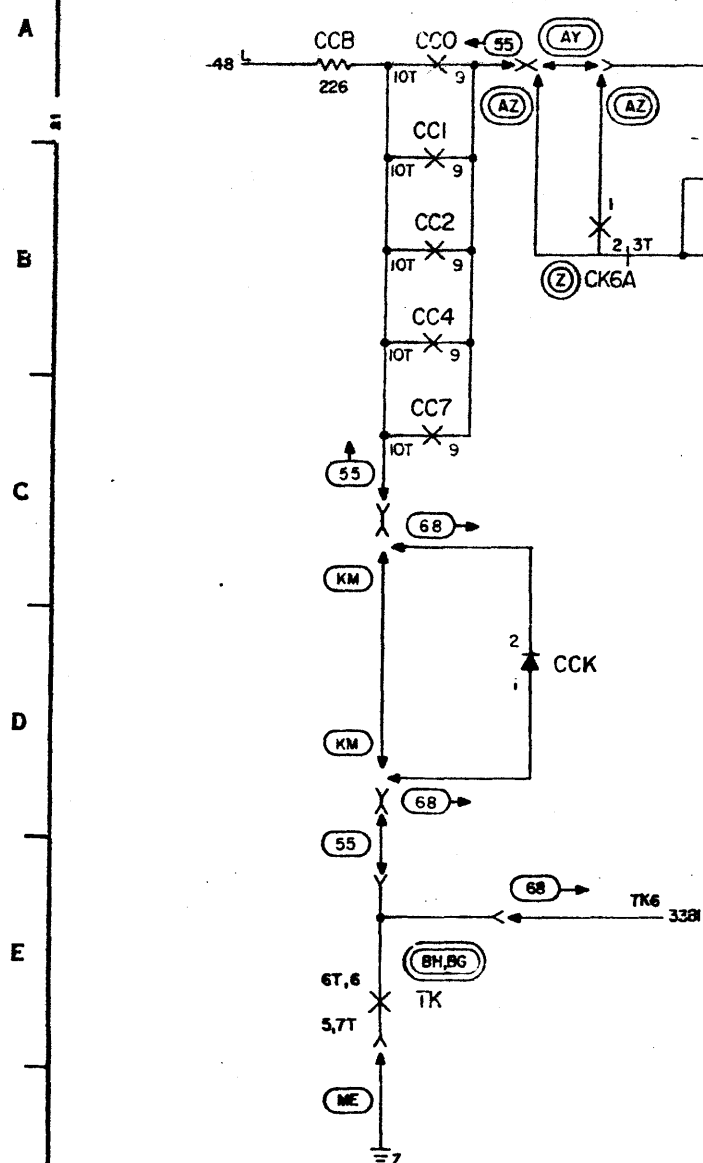 A
CCB
CC0
55
AY
-48 L
226
10T
9
AZ
AZ
21
CC1
10T
9
1
B
CC2
10T
9
2
3T
Z
CK6A
CC4
10T
9
CC7
10T
9
C
55
68
KM
2
CCK
1
D
KM
68
55
68
TK6
3381
E
BH,BG
6T,6
TK
5,7T
ME
Z